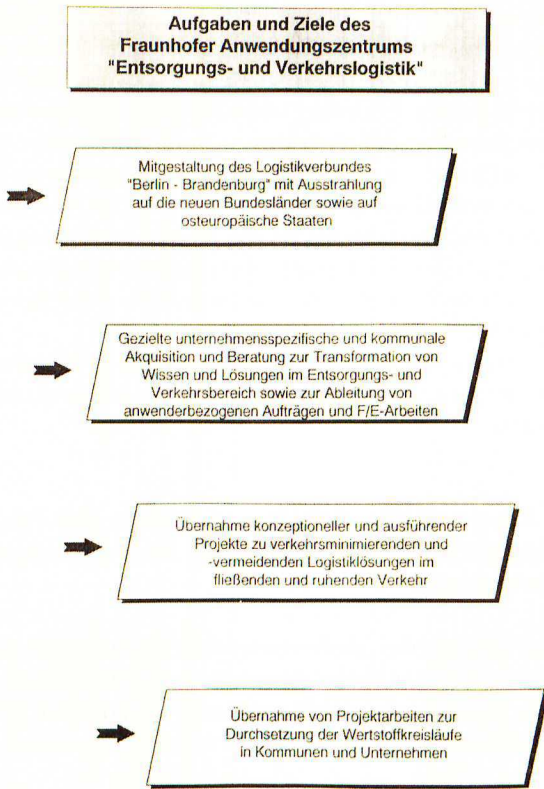 Aufgaben und Ziele des
Fraunhofer Anwendungszentrums
"Entsorgungs- und Verkehrslogistik"
Mitgestaltung des Logistikverbundes
"Berlin - Brandenburg" mit Ausstrahlung
auf die neuen Bundesländer sowie auf
osteuropäische Staaten
Gezielte unternehmensspezifische und kommunale
Akquisition und Beratung zur Transformation von
Wissen und Lösungen im Entsorgungs- und
Verkehrsbereich sowie zur Ableitung von
anwenderbezogenen Aufträgen und F/E-Arbeiten
Übernahme konzeptioneller und ausführender
Projekte zu verkehrsminimierenden und
-vermeidenden Logistiklösungen im
fließenden und ruhenden Verkehr
Übernahme von Projektarbeiten zur
Durchsetzung der Wertstoffkreisläufe
in Kommunen und Unternehmen